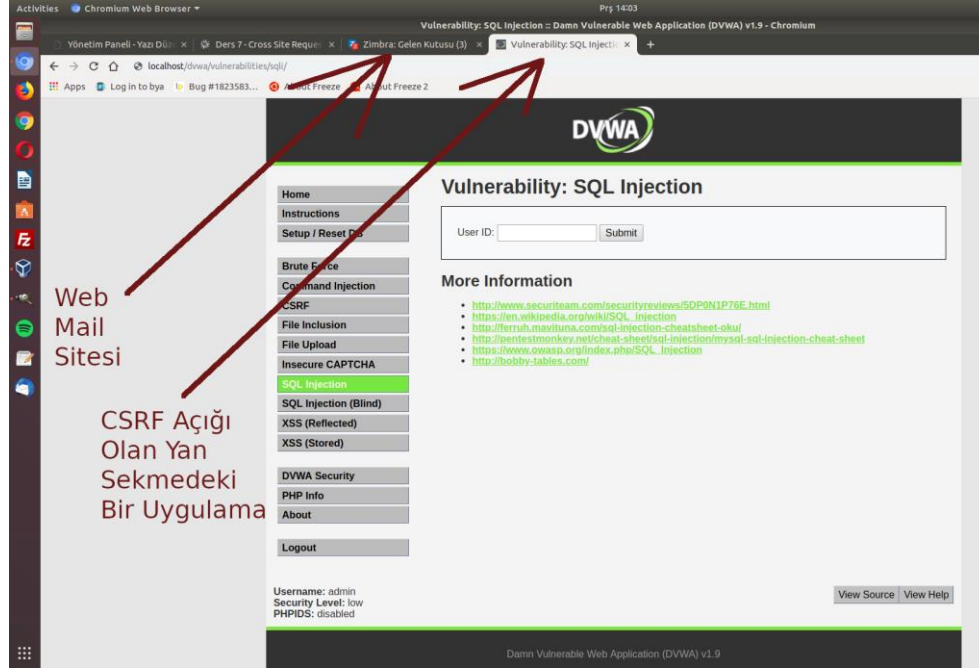 Activities
Chromium Web Browser
Prş 14:03
Vulnerability: SQL Injection :: Damn Vulnerable Web Application (DVWA) v1.9 - Chromium
Yönetim Paneli - Yazı Düz
Ders 7 - Cross Site Reques
Zimbra: Gelen Kutusu (3)
Vulnerability: SQL Injecti
localhost/dvwa/vulnerabilities/sqli/
Apps
Log in to bya
Bug #1823583...
About Freeze
About Freeze 2
DVWA
Home
Instructions
Setup / Reset DB
Brute Force
Command Injection
CSRF
File Inclusion
File Upload
Insecure CAPTCHA
SQL Injection
SQL Injection (Blind)
XSS (Reflected)
XSS (Stored)
DVWA Security
PHP Info
About
Logout
Vulnerability: SQL Injection
User ID:
Submit
More Information
http://www.securiteam.com/securityreviews/5DP0N1P76E.html
https://en.wikipedia.org/wiki/SQL_injection
http://ferruh.mavituna.com/sql-injection-cheatsheet-oku/
http://pentestmonkey.net/cheat-sheet/sql-injection/mysql-sql-injection-cheat-sheet
https://www.owasp.org/index.php/SQL_Injection
http://bobby-tables.com/
Web
Mail
Sitesi
CSRF Açığı
Olan Yan
Sekmedeki
Bir Uygulama
Username: admin
Security Level: low
PHPIDS: disabled
View Source
View Help
Damn Vulnerable Web Application (DVWA) v1.9